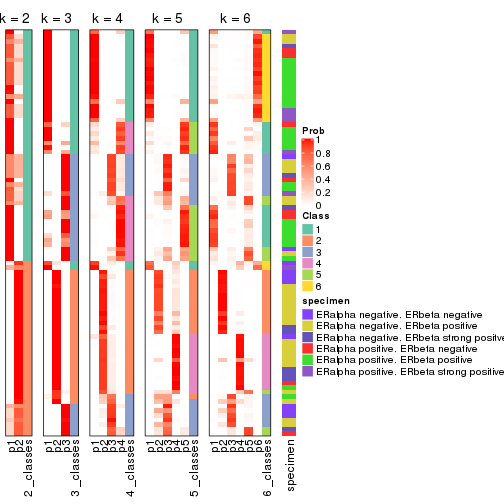 k = 2 k = 3 k = 4 k = 5 k = 6
Prob
1
0.8
0.6
0.4
0.2
0
Class
1
2
3
4
5
6
specimen
ERalpha negative. ERbeta negative
ERalpha negative. ERbeta positive
ERalpha negative. ERbeta strong positive
ERalpha positive. ERbeta negative
ERalpha positive. ERbeta positive
ERalpha positive. ERbeta strong positive
p1 p2 2_classes p1 p2 p3 3_classes p1 p2 p3 p4 4_classes p1 p2 p3 p4 p5 5_classes p1 p2 p3 p4 p5 p6 6_classes specimen